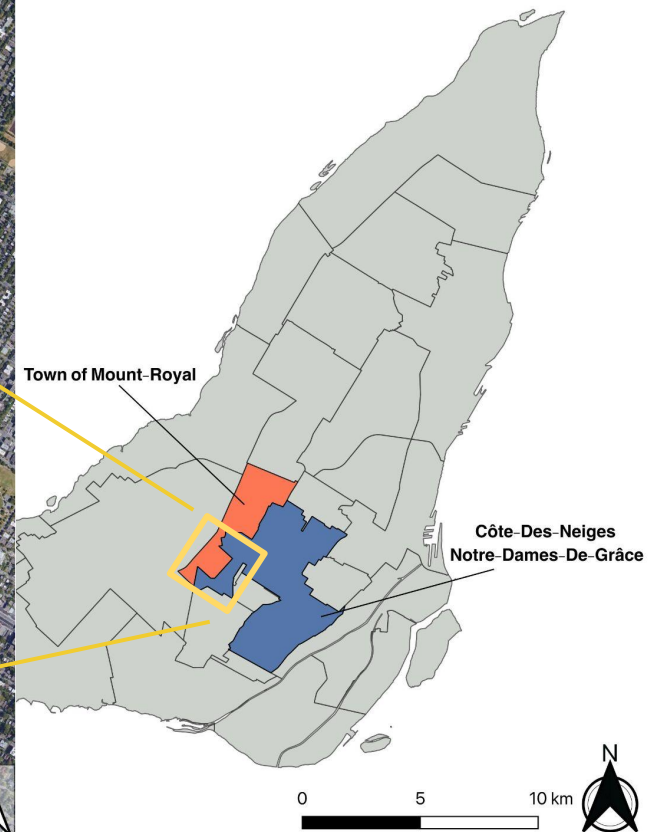 Town of Mount-Royal
Côte-Des-Neiges
Notre-Dames-De-Grâce
N
0 5 10 km